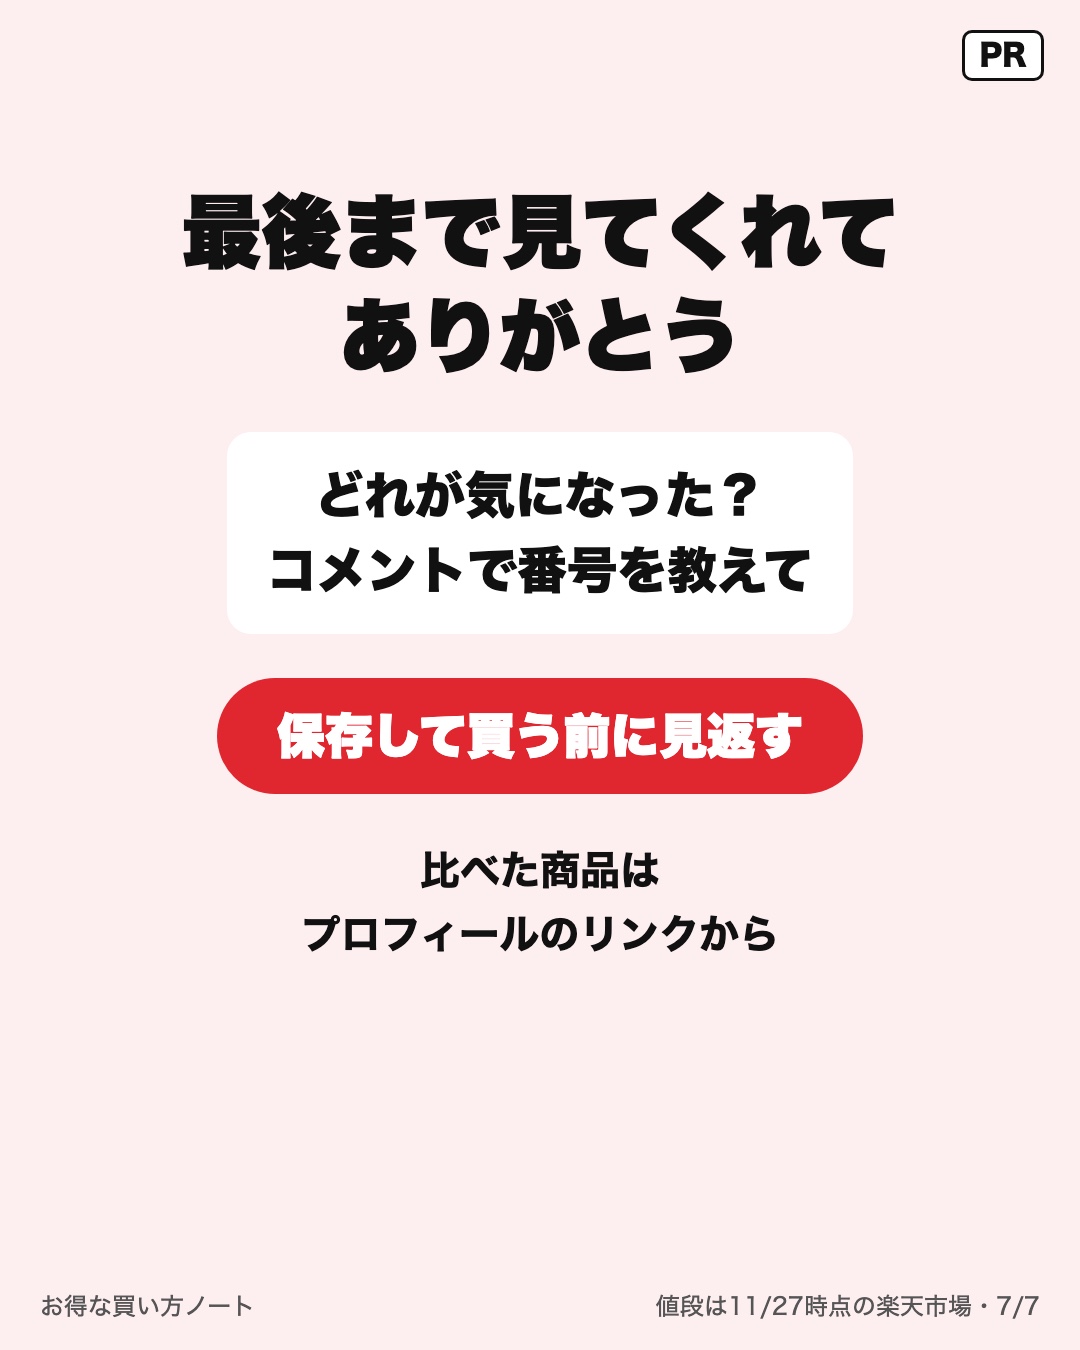 PR
最後まで見てくれて
ありがとう
どれが気になった？
コメントで番号を教えて
保存して買う前に見返す
比べた商品は
プロフィールのリンクから
お得な買い方ノート
値段は11/27時点の楽天市場・7/7